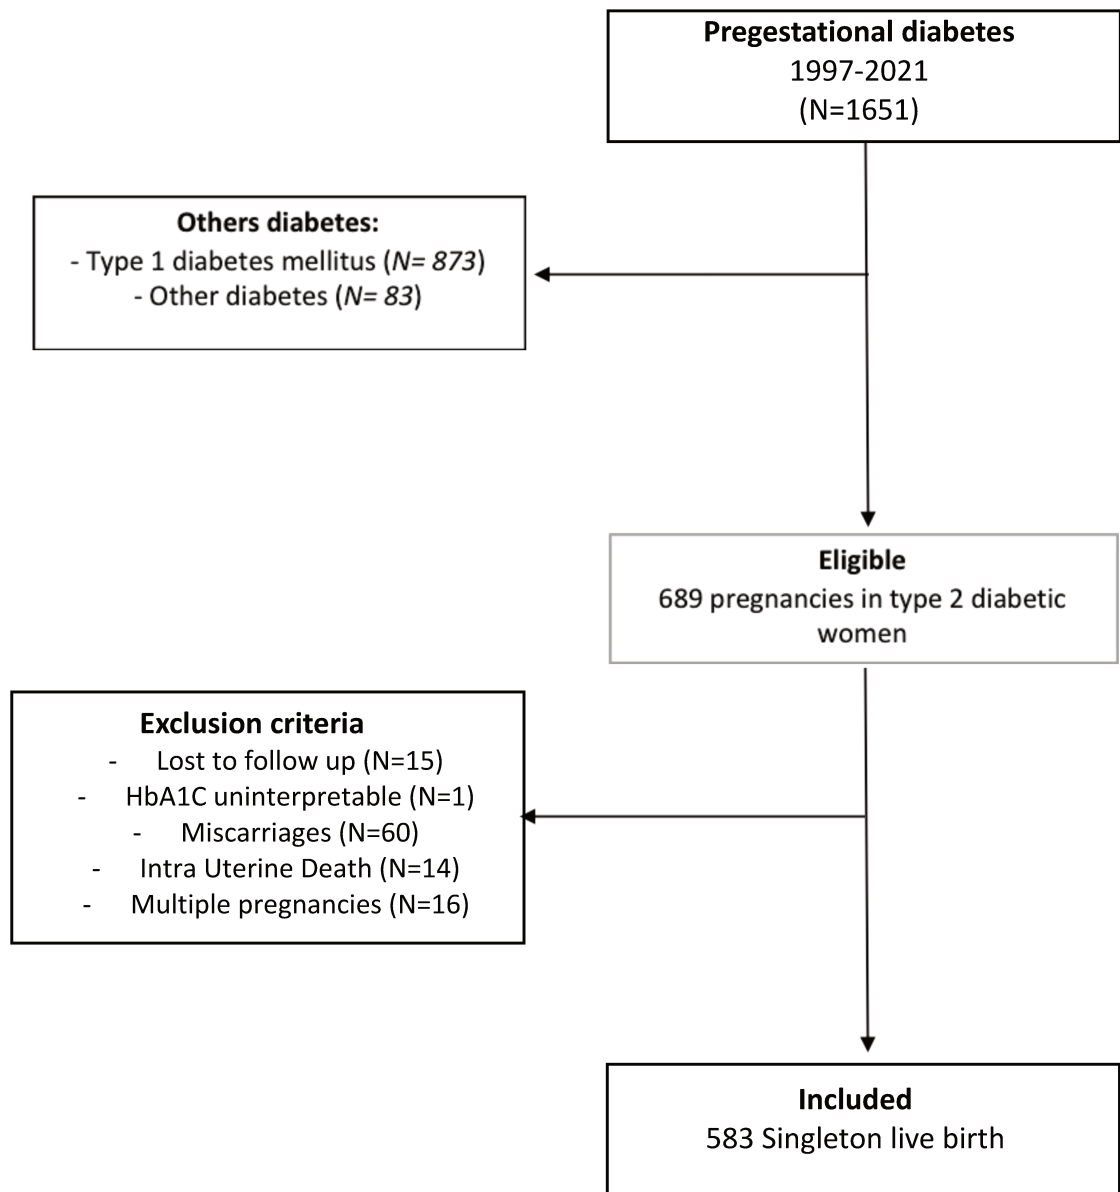 Pregestational diabetes
1997-2021
(N=1651)
Others diabetes:
- Type 1 diabetes mellitus (N= 873)
- Other diabetes (N= 83)
Eligible
689 pregnancies in type 2 diabetic
women
Exclusion criteria
- Lost to follow up (N=15)
- HbA1C uninterpretable (N=1)
- Miscarriages (N=60)
- Intra Uterine Death (N=14)
- Multiple pregnancies (N=16)
Included
583 Singleton live birth